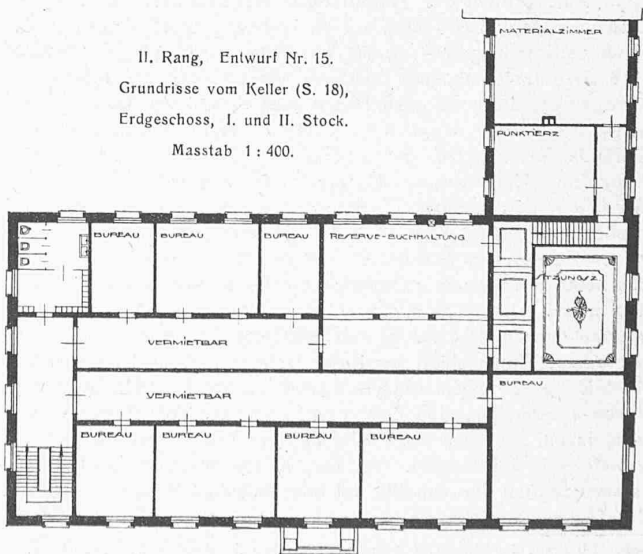 II. Rang, Entwurf Nr. 15.
Grundrisse vom Keller (S. 18),
Erdgeschoss, I. und II. Stock.
Masstab 1 : 400.
MATERIALZIMMER
PUNKTIERZ
BUREAU
BUREAU
BUREAU
RESERVE-BUCHHALTUNG
SITZUNGSZ.
VERMIETBAR
BUREAU
VERMIETBAR
BUREAU
BUREAU
BUREAU
BUREAU